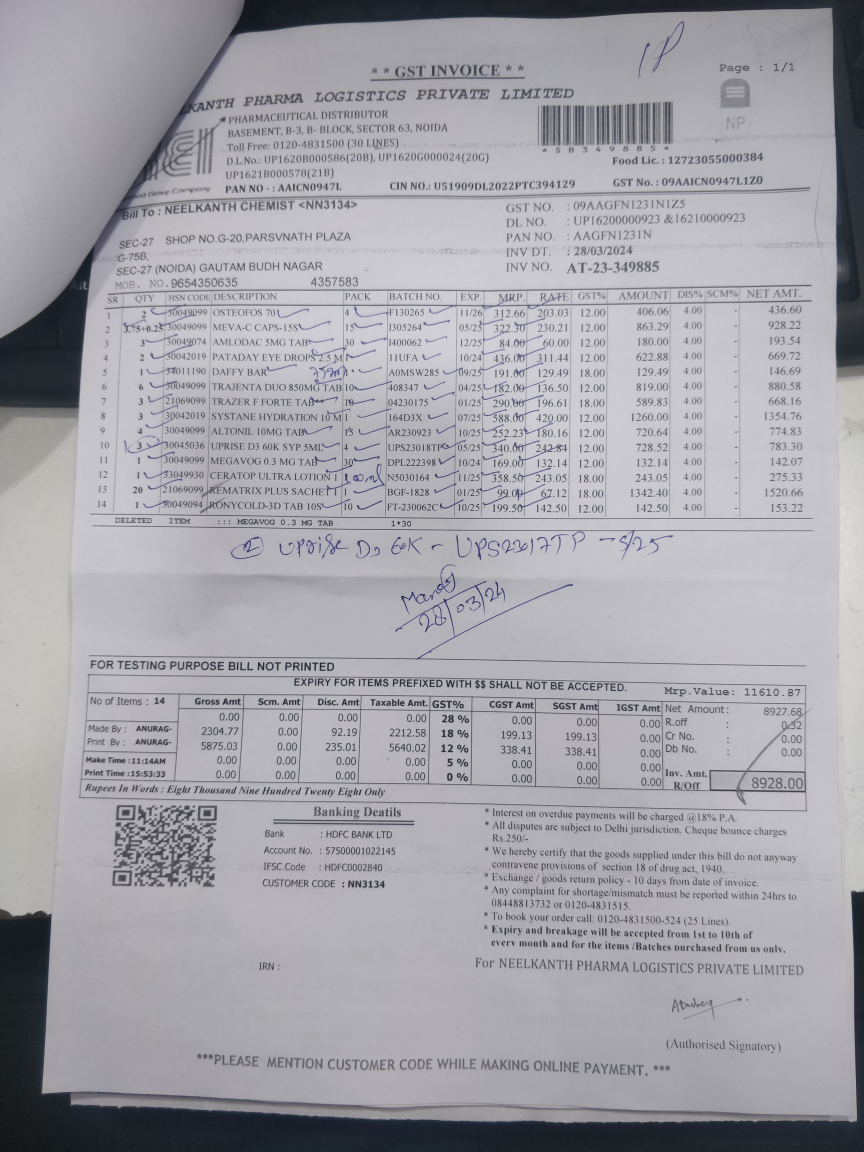 ** GST INVOICE **
1P
Page : 1/1
KANTH PHARMA LOGISTICS PRIVATE LIMITED
PHARMACEUTICAL DISTRIBUTOR
BASEMENT, B-3, B- BLOCK, SECTOR 63, NOIDA
Toll Free: 0120-4831500 (30 LINES)
D.L.No.: UP1620B000586(20B), UP1620G000024(20G)
UP1621B000578(21B)
Group Company
NP
*58349885*
Food Lic. : 12723055000384
PAN NO - : AAICN0947L CIN NO.: U51909DL2022PTC394129 GST No. : 09AAICN0947L1Z0
Bill To : NEELKANTH CHEMIST <NN3134>
SEC-27 SHOP NO.G-20,PARSVNATH PLAZA
G-75B,
SEC-27 (NOIDA) GAUTAM BUDH NAGAR
MOB. NO. 9654350635 4357583
GST NO. : 09AAGFN1231N1Z5
DL NO. : UP16200000923 &16210000923
PAN NO. : AAGFN1231N
INV DT. : 28/03/2024
INV NO. AT-23-349885
SR QTY HSN CODE DESCRIPTION PACK BATCH NO. EXP. MRP. RATE GST% AMOUNT DIS% SCM% NET AMT.
1 2 30049099 OSTEOFOS 70 4 F130265 11/26 312.66 203.03 12.00 406.06 4.00 - 436.60
2 3.75+0.25 30049099 MEVA-C CAPS-15S 15 I305264 05/25 322.30 230.21 12.00 863.29 4.00 - 928.22
3 3 30049074 AMLODAC 5MG TAB 30 I400062 12/25 84.00 60.00 12.00 180.00 4.00 - 193.54
4 2 30042019 PATADAY EYE DROPS 2.5 M 1 11UFA 10/24 436.00 311.44 12.00 622.88 4.00 - 669.72
5 1 34011190 DAFFY BAR 75gm 1 A0MSW285 09/25 191.00 129.49 18.00 129.49 4.00 - 146.69
6 6 30049099 TRAJENTA DUO 850MG TAB 10 408347 04/25 182.00 136.50 12.00 819.00 4.00 - 880.58
7 3 21069099 TRAZER F FORTE TAB 10 04230175 01/25 290.00 196.61 18.00 589.83 4.00 - 668.16
8 3 30042019 SYSTANE HYDRATION 10 M 1 164D3X 07/25 588.00 420.00 12.00 1260.00 4.00 - 1354.76
9 4 30049099 ALTONIL 10MG TAB 15 AR230923 10/25 252.23 180.16 12.00 720.64 4.00 - 774.83
10 3 30045036 UPRISE D3 60K SYP 5ML 4 UPS23018TP 05/25 340.00 242.84 12.00 728.52 4.00 - 783.30
11 1 30049099 MEGAVOG 0.3 MG TAB 30 DPL222398 10/24 169.00 132.14 12.00 132.14 4.00 - 142.07
12 1 33049930 CERATOP ULTRA LOTION 1 100ml N5030164 11/25 358.50 243.05 18.00 243.05 4.00 - 275.33
13 20 21069099 REMATRIX PLUS SACHET 1 1 BGF-1828 01/25 99.00 67.12 18.00 1342.40 4.00 - 1520.66
14 1 30049094 RONYCOLD-3D TAB 10S 10 FT-230062C 10/25 199.50 142.50 12.00 142.50 4.00 - 153.22
DELETED ITEM ::: MEGAVOG 0.3 MG TAB 1*30
② UPrise D3 60K - UPS23017TP - 5/25
28/03/24
FOR TESTING PURPOSE BILL NOT PRINTED
EXPIRY FOR ITEMS PREFIXED WITH $$ SHALL NOT BE ACCEPTED. Mrp.Value: 11610.87
No of Items : 14
Made By : ANURAG-
Print By : ANURAG-
Make Time :11:14AM
Print Time :15:53:33
Gross Amt Scm. Amt Disc. Amt Taxable Amt. GST% CGST Amt SGST Amt IGST Amt
0.00 0.00 0.00 0.00 28 % 0.00 0.00 0.00
2304.77 0.00 92.19 2212.58 18 % 199.13 199.13 0.00
5875.03 0.00 235.01 5640.02 12 % 338.41 338.41 0.00
0.00 0.00 0.00 0.00 5 % 0.00 0.00 0.00
0.00 0.00 0.00 0.00 0 % 0.00 0.00 0.00
Net Amount: 8927.68
R.off : 0.32
Cr No. : 0.00
Db No. : 0.00
Inv. Amt. R/Off 8928.00
Rupees In Words : Eight Thousand Nine Hundred Twenty Eight Only
Banking Deatils
Bank : HDFC BANK LTD
Account No. : 57500001022145
IFSC Code : HDFC0002840
CUSTOMER CODE : NN3134
* Interest on overdue payments will be charged @18% P.A.
* All disputes are subject to Delhi jurisdiction. Cheque bounce charges
Rs.250/-
* We hereby certify that the goods supplied under this bill do not anyway
contravene provisions of section 18 of drug act, 1940.
* Exchange / goods return policy - 10 days from date of invoice.
* Any complaint for shortage/mismatch must be reported within 24hrs to
08448813732 or 0120-4831515.
* To book your order call: 0120-4831500-524 (25 Lines).
* Expiry and breakage will be accepted from 1st to 10th of
every month and for the items /Batches purchased from us only.
IRN :
For NEELKANTH PHARMA LOGISTICS PRIVATE LIMITED
(Authorised Signatory)
***PLEASE MENTION CUSTOMER CODE WHILE MAKING ONLINE PAYMENT. ***